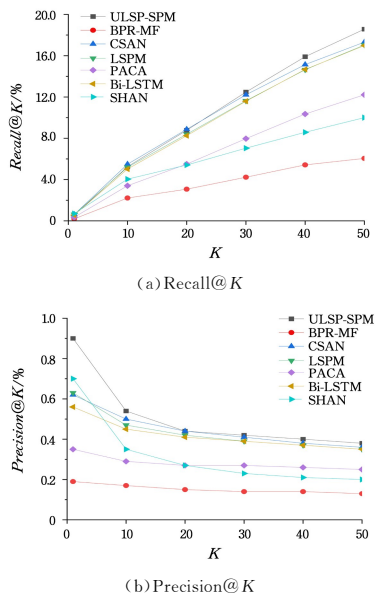 20.0
16.0
12.0
8.0
4.0
0
Recall@K/%
ULSP-SPM
BPR-MF
CSAN
LSPM
PACA
Bi-LSTM
SHAN
0 10 20 30 40 50
K
(a) Recall@K
1.0
0.8
0.6
0.4
0.2
0
Precision@K/%
ULSP-SPM
BPR-MF
CSAN
LSPM
PACA
Bi-LSTM
SHAN
0 10 20 30 40 50
K
(b) Precision@K